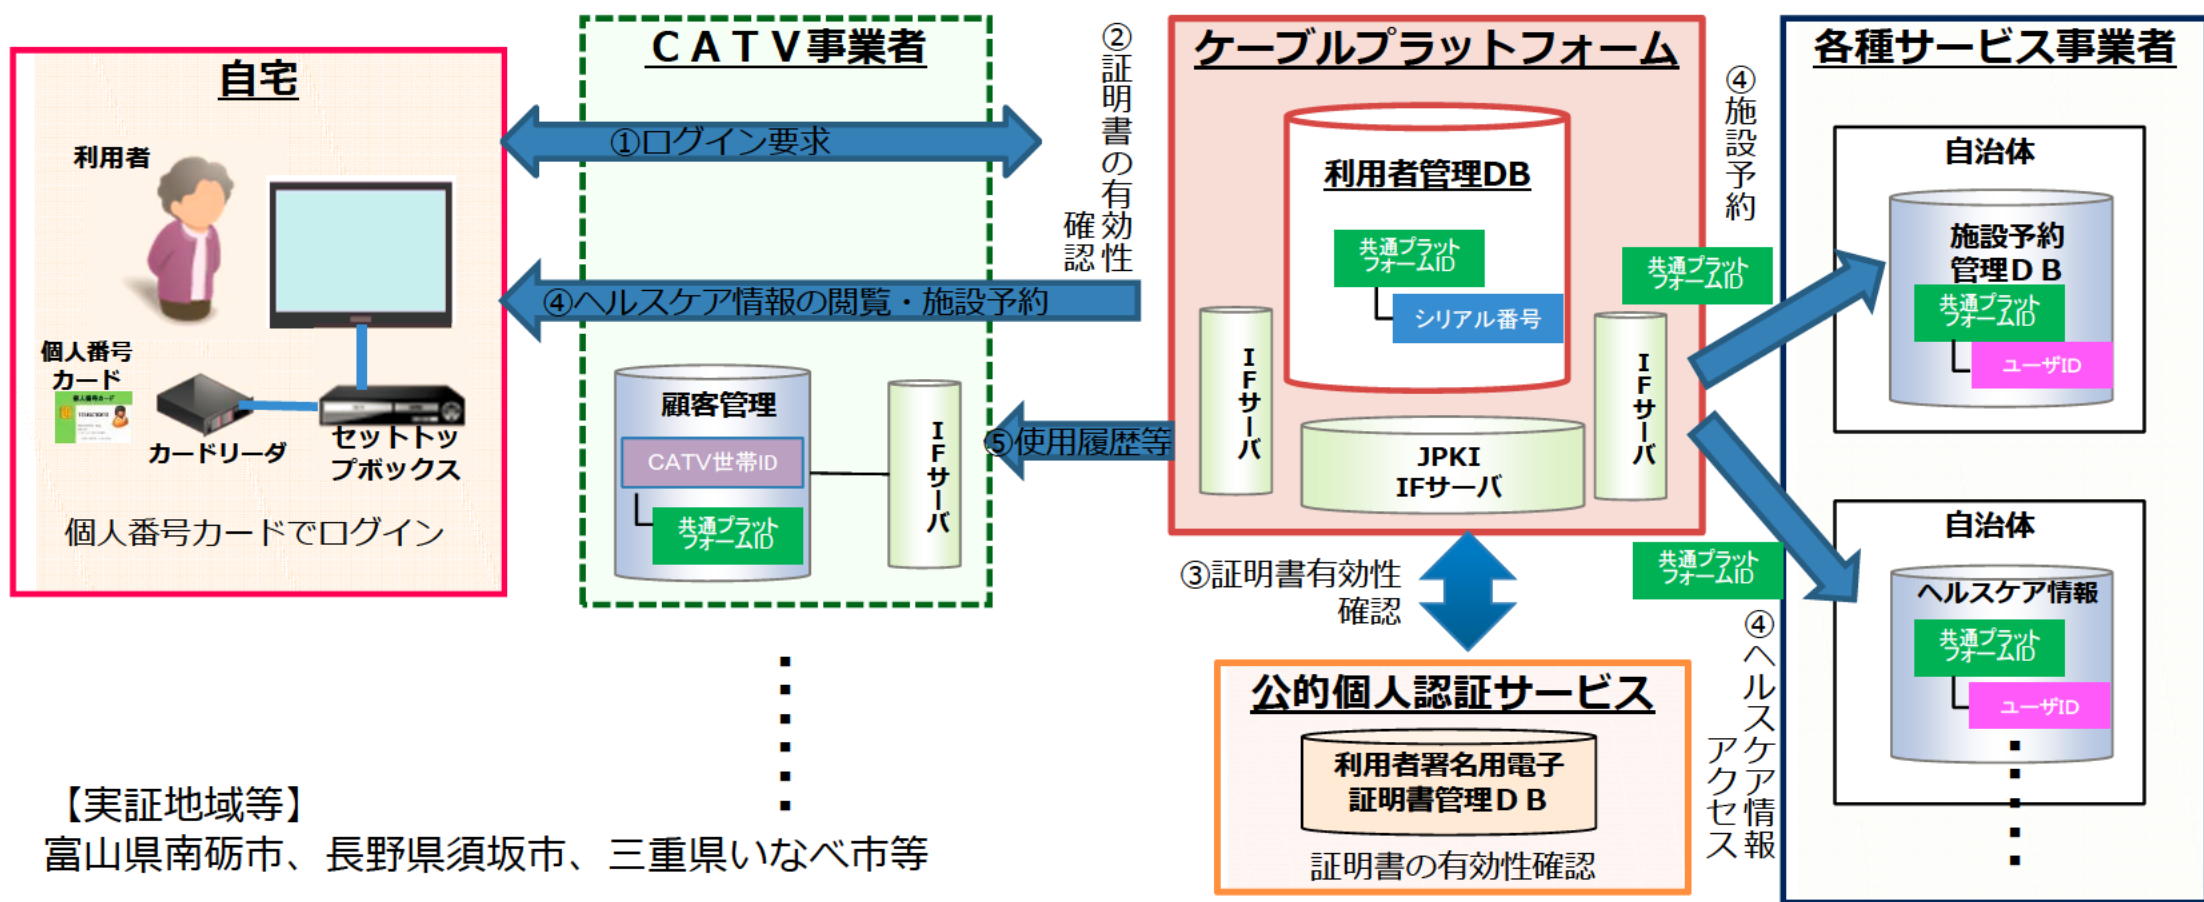 自宅
利用者
個人番号
カード
個人番号カード
カードリーダ
セットトッ
プボックス
個人番号カードでログイン
ＣＡＴＶ事業者
①ログイン要求
④ヘルスケア情報の閲覧・施設予約
顧客管理
CATV世帯ID
共通プラット
フォームID
IFサーバ
⑤使用履歴等
②証明書の有効性
確認
ケーブルプラットフォーム
利用者管理DB
共通プラット
フォームID
シリアル番号
IFサーバ
IFサーバ
JPKI
IFサーバ
③証明書有効性
確認
公的個人認証サービス
利用者署名用電子
証明書管理ＤＢ
証明書の有効性確認
④施設予約
共通プラット
フォームID
共通プラット
フォームID
④ヘルスケア情報
アクセス
各種サービス事業者
自治体
施設予約
管理ＤＢ
共通プラット
フォームID
ユーザID
自治体
ヘルスケア情報
共通プラット
フォームID
ユーザID
【実証地域等】
富山県南砺市、長野県須坂市、三重県いなべ市等